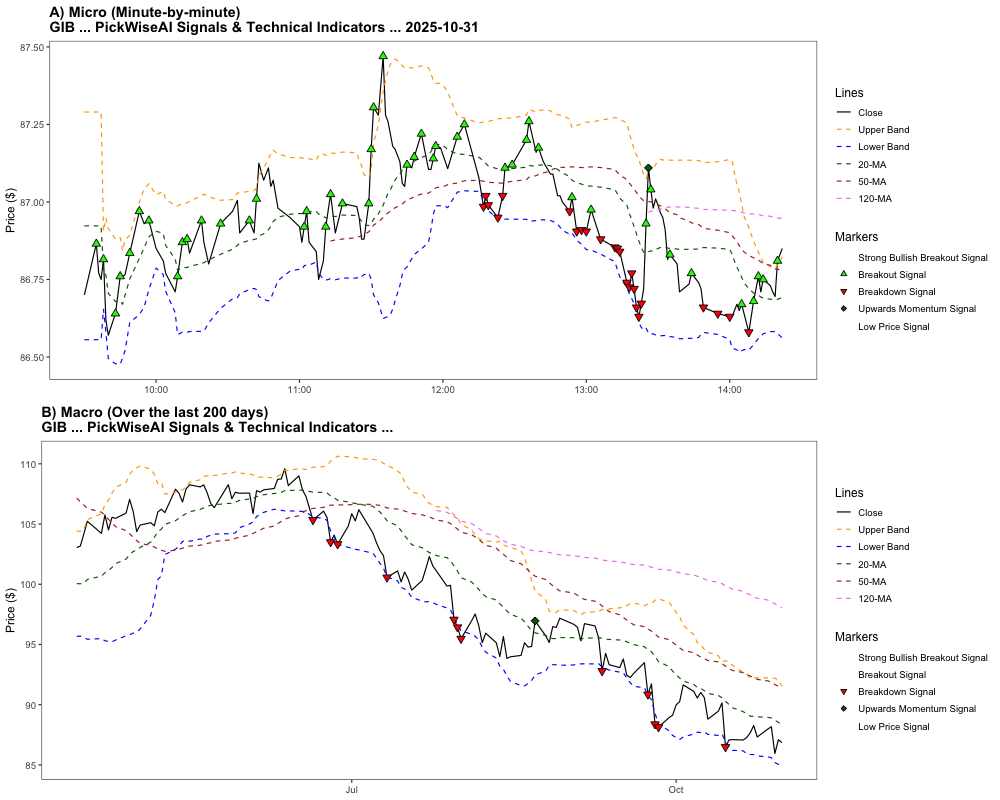 A) Micro (Minute-by-minute)
GIB ... PickWiseAI Signals & Technical Indicators ... 2025-10-31
Price ($)
87.50
87.25
87.00
86.75
86.50
10:00
11:00
12:00
13:00
14:00
Lines
Close
Upper Band
Lower Band
20-MA
50-MA
120-MA
Markers
Strong Bullish Breakout Signal
Breakout Signal
Breakdown Signal
Upwards Momentum Signal
Low Price Signal
B) Macro (Over the last 200 days)
GIB ... PickWiseAI Signals & Technical Indicators ...
Price ($)
110
105
100
95
90
85
Jul
Oct
Lines
Close
Upper Band
Lower Band
20-MA
50-MA
120-MA
Markers
Strong Bullish Breakout Signal
Breakout Signal
Breakdown Signal
Upwards Momentum Signal
Low Price Signal